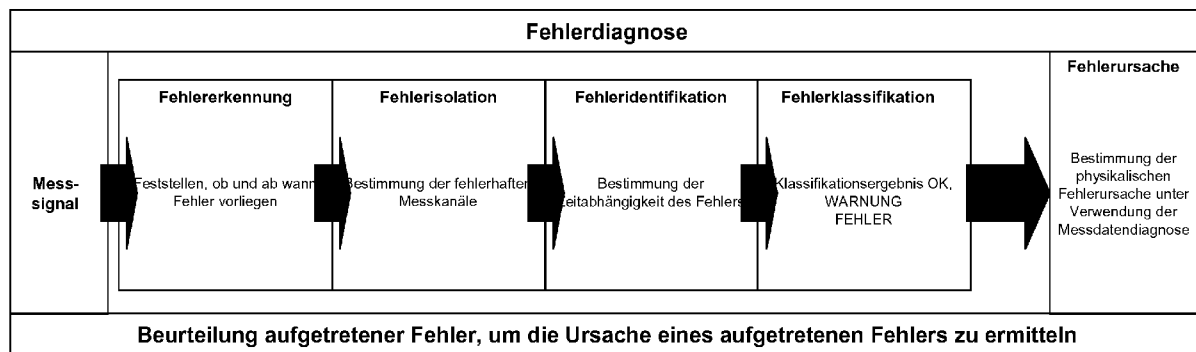 Fehlerdiagnose
Mess-
signal
Fehlererkennung
Feststellen, ob und ab wann
Fehler vorliegen
Fehlerisolation
Bestimmung der fehlerhaften
Messkanäle
Fehleridentifikation
Bestimmung der
Zeitabhängigkeit des Fehlers
Fehlerklassifikation
Klassifikationsergebnis OK,
WARNUNG
FEHLER
Fehlerursache
Bestimmung der
physikalischen
Fehlerursache unter
Verwendung der
Messdatendiagnose
Beurteilung aufgetretener Fehler, um die Ursache eines aufgetretenen Fehlers zu ermitteln